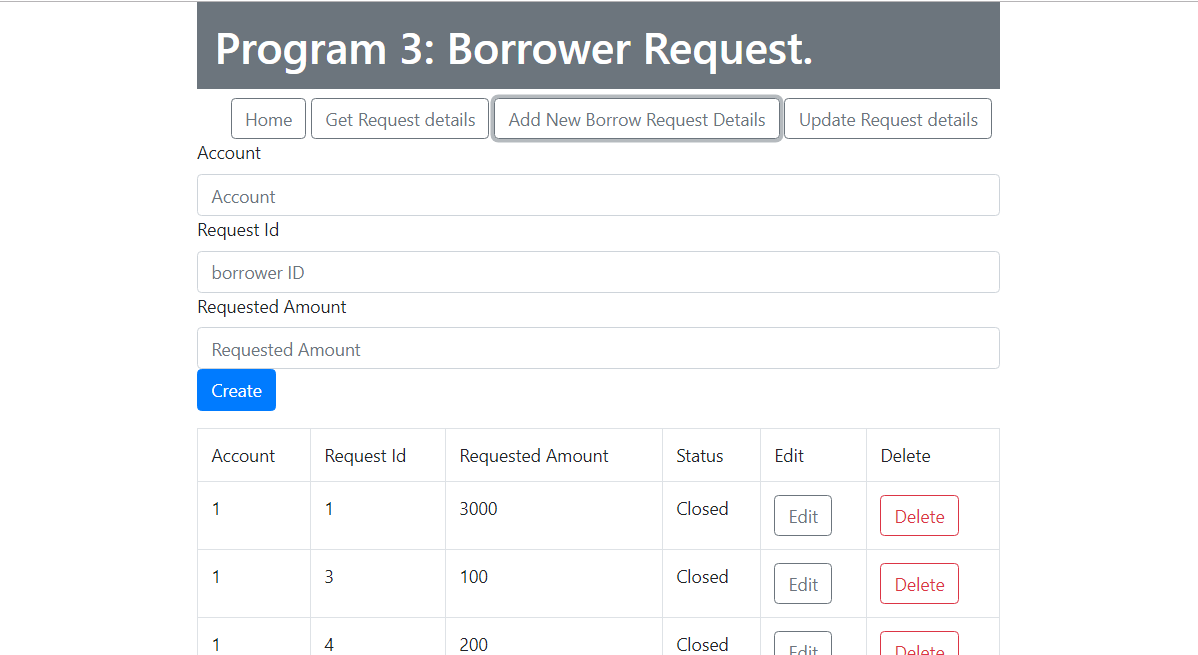 Program 3: Borrower Request.
Home Get Request details Add New Borrow Request Details Update Request details
Account
Account
Request Id
borrower ID
Requested Amount
Requested Amount
Create
Account Request Id Requested Amount Status Edit Delete
1 1 3000 Closed Edit Delete
1 3 100 Closed Edit Delete
1 4 200 Closed Edit Delete